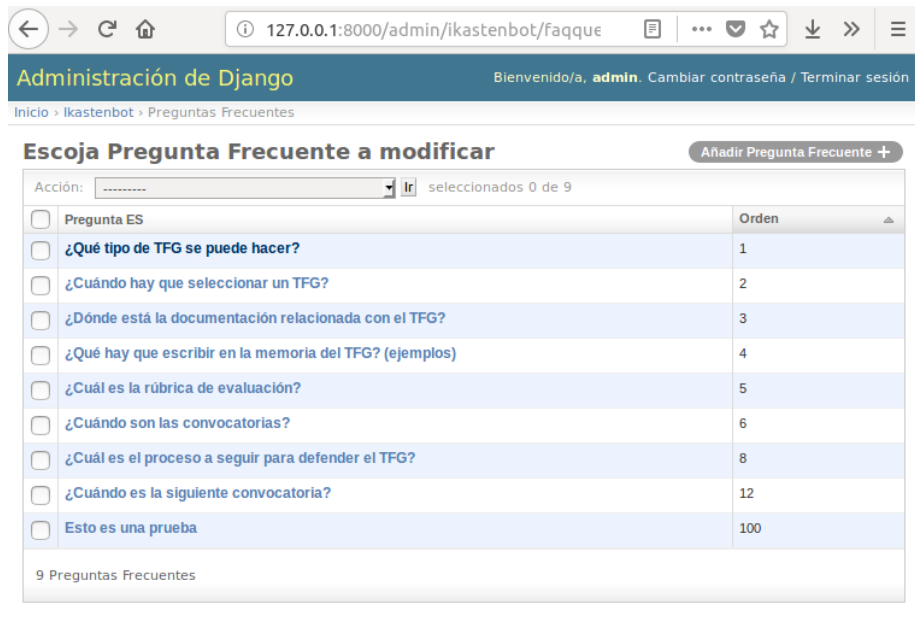 127.0.0.1:8000/admin/ikastenbot/faqque
Administración de Django Bienvenido/a, admin. Cambiar contraseña / Terminar sesión
Inicio › Ikastenbot › Preguntas Frecuentes
Escoja Pregunta Frecuente a modificar Añadir Pregunta Frecuente +
Acción: --------- Ir seleccionados 0 de 9
Pregunta ES Orden
¿Qué tipo de TFG se puede hacer? 1
¿Cuándo hay que seleccionar un TFG? 2
¿Dónde está la documentación relacionada con el TFG? 3
¿Qué hay que escribir en la memoria del TFG? (ejemplos) 4
¿Cuál es la rúbrica de evaluación? 5
¿Cuándo son las convocatorias? 6
¿Cuál es el proceso a seguir para defender el TFG? 8
¿Cuándo es la siguiente convocatoria? 12
Esto es una prueba 100
9 Preguntas Frecuentes